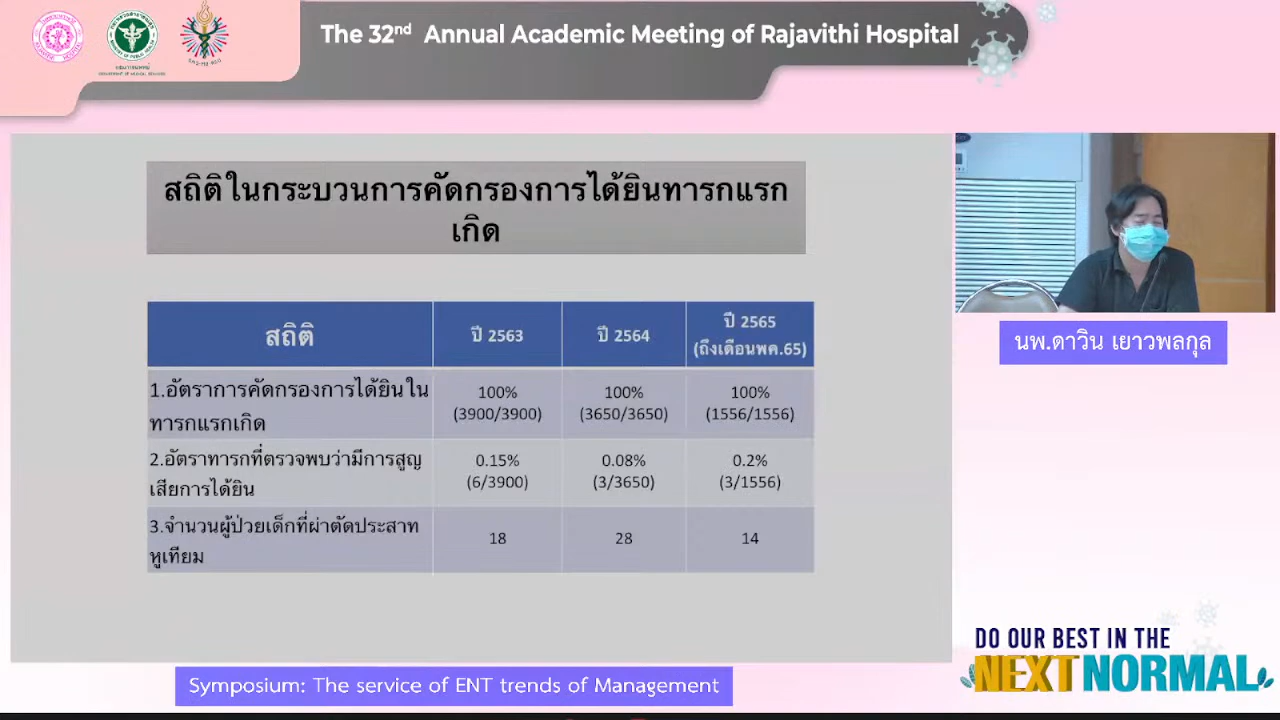 The 32nd Annual Academic Meeting of Rajavithi Hospital
สถิติในกระบวนการคัดกรองการได้ยินทารกแรก
เกิด
สถิติ
ปี 2563
ปี 2564
ปี 2565
(ถึงเดือนพค.65)
1.อัตราการคัดกรองการได้ยินใน
ทารกแรกเกิด
100%
(3900/3900)
100%
(3650/3650)
100%
(1556/1556)
2.อัตราทารกที่ตรวจพบว่ามีการสูญ
เสียการได้ยิน
0.15%
(6/3900)
0.08%
(3/3650)
0.2%
(3/1556)
3.จำนวนผู้ป่วยเด็กที่ผ่าตัดประสาท
หูเทียม
18
28
14
นพ.ดาวิน เยาวพลกุล
DO OUR BEST IN THE
NEXT NORMAL
Symposium: The service of ENT trends of Management